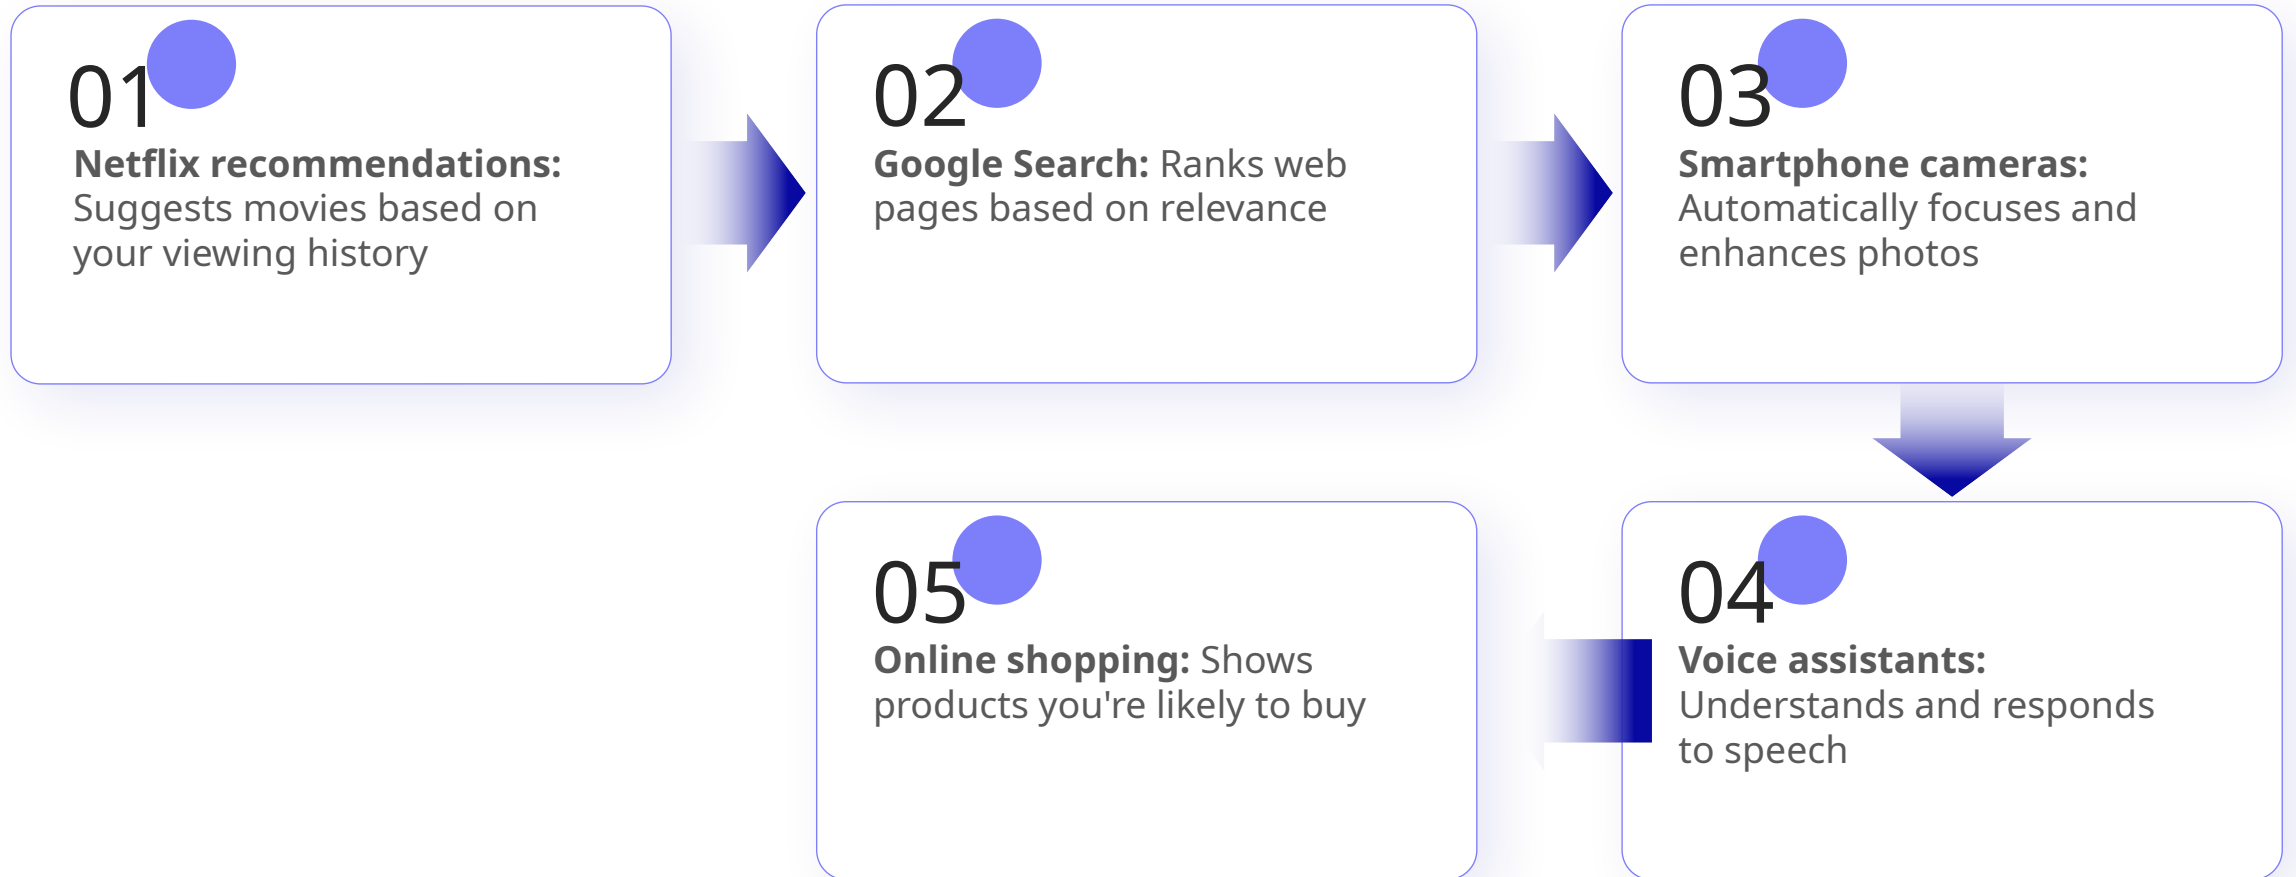 01
Netflix recommendations:
Suggests movies based on
your viewing history
02
Google Search: Ranks web
pages based on relevance
03
Smartphone cameras:
Automatically focuses and
enhances photos
04
Voice assistants:
Understands and responds
to speech
05
Online shopping: Shows
products you're likely to buy